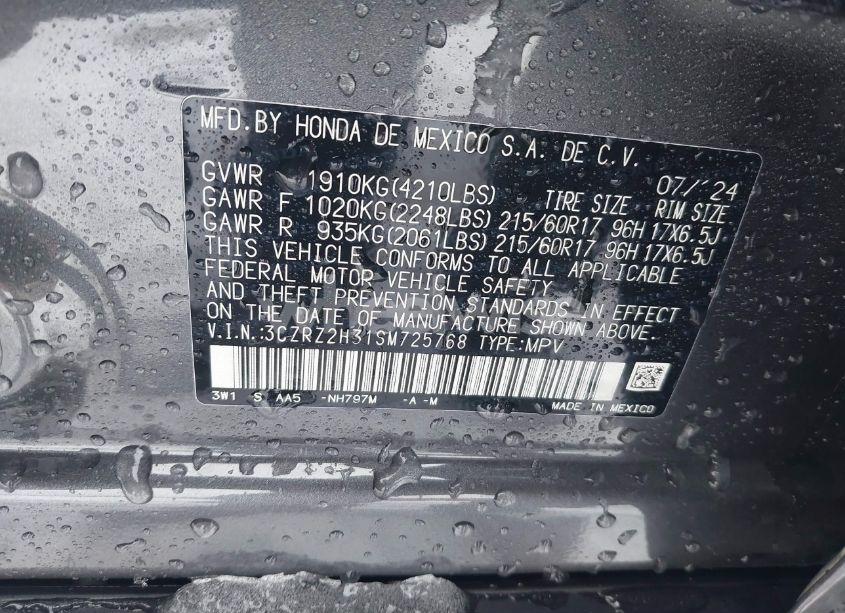 MFD.BY HONDA DE MEXICO S.A. DE C.V.
07/'24
GVWR 1910KG(4210LBS) TIRE SIZE RIM SIZE
GAWR F 1020KG(2248LBS) 215/60R17 96H 17X6.5J
GAWR R 935KG(2061LBS) 215/60R17 96H 17X6.5J
THIS VEHICLE CONFORMS TO ALL APPLICABLE
FEDERAL MOTOR VEHICLE SAFETY
AND THEFT PREVENTION STANDARDS IN EFFECT
ON THE DATE OF MANUFACTURE SHOWN ABOVE.
V.I.N.:3CZRZ2H31SM725768 TYPE:MPV
3W1 S AA5 -NH797M -A -M
MADE IN MEXICO